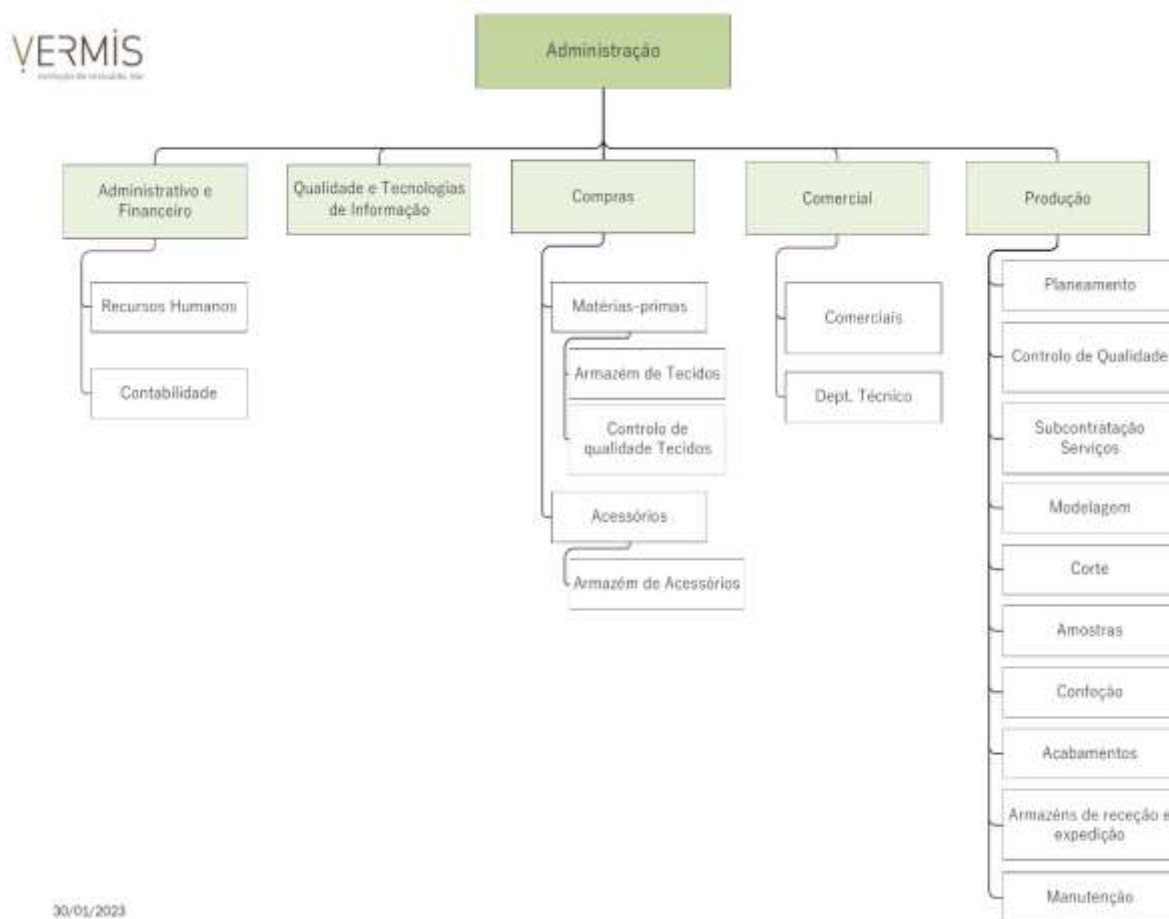 VERMIS
Administração
Administrativo e
Financeiro
Qualidade e Tecnologias
de Informação
Compras
Comercial
Produção
Recursos Humanos
Contabilidade
Matérias-primas
Armazém de Tecidos
Controlo de
qualidade Tecidos
Acessórios
Armazém de Acessórios
Comerciais
Dept. Técnico
Planeamento
Controlo de Qualidade
Subcontratação
Serviços
Modelagem
Corte
Amostras
Confeção
Acabamentos
Armazéns de receção e
expedição
Manutenção
30/01/2023